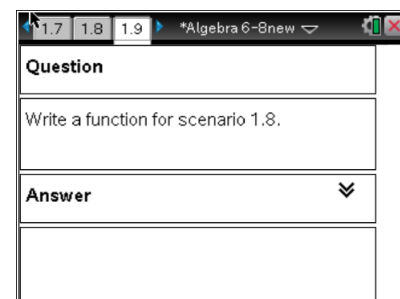 1.7 1.8 1.9 *Algebra 6-8new
Question
Write a function for scenario 1.8.
Answer